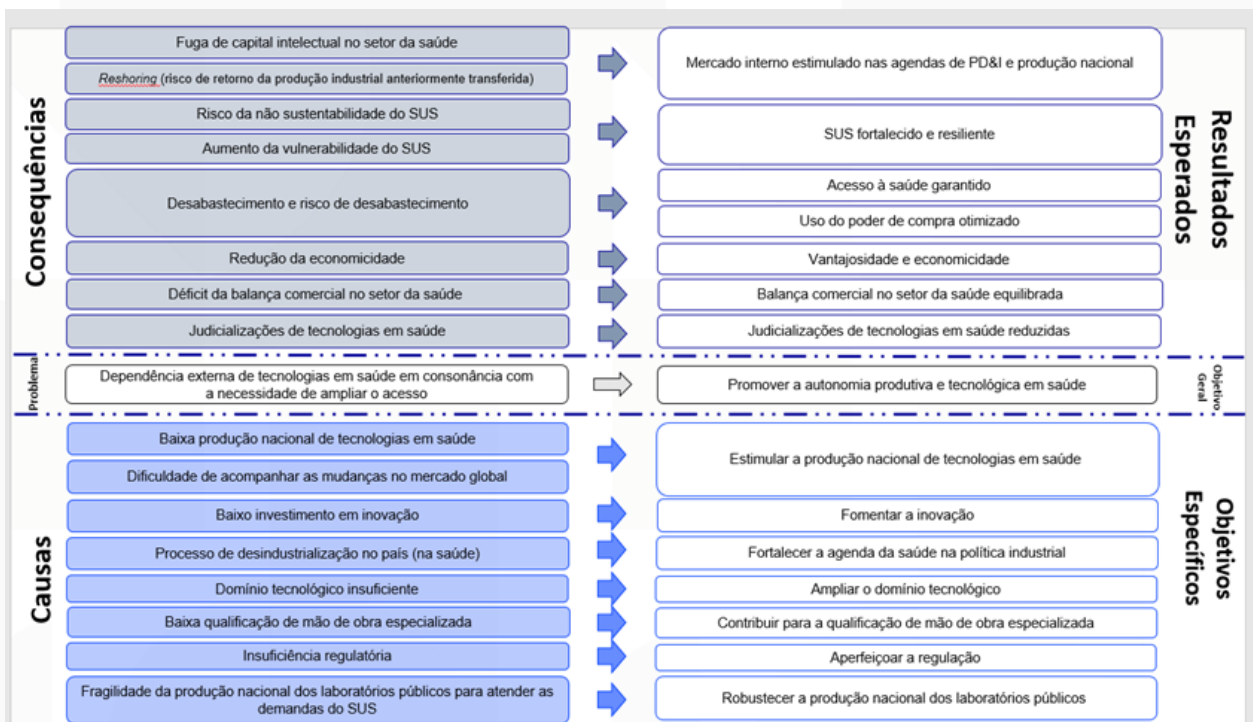 Consequências
Fuga de capital intelectual no setor da saúde
Reshoring (risco de retorno da produção industrial anteriormente transferida)
Risco da não sustentabilidade do SUS
Aumento da vulnerabilidade do SUS
Desabastecimento e risco de desabastecimento
Redução da economicidade
Déficit da balança comercial no setor da saúde
Judicializações de tecnologias em saúde
Mercado interno estimulado nas agendas de PD&I e produção nacional
SUS fortalecido e resiliente
Acesso à saúde garantido
Uso do poder de compra otimizado
Vantajosidade e economicidade
Balança comercial no setor da saúde equilibrada
Judicializações de tecnologias em saúde reduzidas
Resultados
Esperados
Problema
Dependência externa de tecnologias em saúde em consonância com
a necessidade de ampliar o acesso
Promover a autonomia produtiva e tecnológica em saúde
Objetivo
Geral
Causas
Baixa produção nacional de tecnologias em saúde
Dificuldade de acompanhar as mudanças no mercado global
Baixo investimento em inovação
Processo de desindustrialização no país (na saúde)
Domínio tecnológico insuficiente
Baixa qualificação de mão de obra especializada
Insuficiência regulatória
Fragilidade da produção nacional dos laboratórios públicos para atender as
demandas do SUS
Estimular a produção nacional de tecnologias em saúde
Fomentar a inovação
Fortalecer a agenda da saúde na política industrial
Ampliar o domínio tecnológico
Contribuir para a qualificação de mão de obra especializada
Aperfeiçoar a regulação
Robustecer a produção nacional dos laboratórios públicos
Objetivos
Específicos